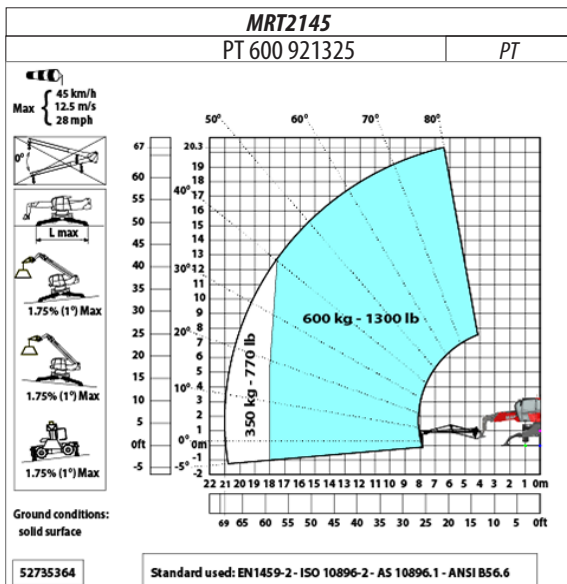 MRT2145
PT 600 921325 PT
Max { 45 km/h
12.5 m/s
28 mph
0°
L max
1.75% (1°) Max
1.75% (1°) Max
1.75% (1°) Max
Ground conditions:
solid surface
50° 60° 70° 80°
40°
30°
20°
10°
0°
-5°
67
60
55
50
45
40
35
30
25
20
15
10
5
0ft
-5
20.3
19
18
17
16
15
14
13
12
11
10
9
8
7
6
5
4
3
2
1
0m
-1
-2
600 kg - 1300 lb
350 kg - 770 lb
22 21 20 19 18 17 16 15 14 13 12 11 10 9 8 7 6 5 4 3 2 1 0m
69 65 60 55 50 45 40 35 30 25 20 15 10 5 0ft
52735364
Standard used: EN1459-2 - ISO 10896-2 - AS 10896.1 - ANSI B56.6